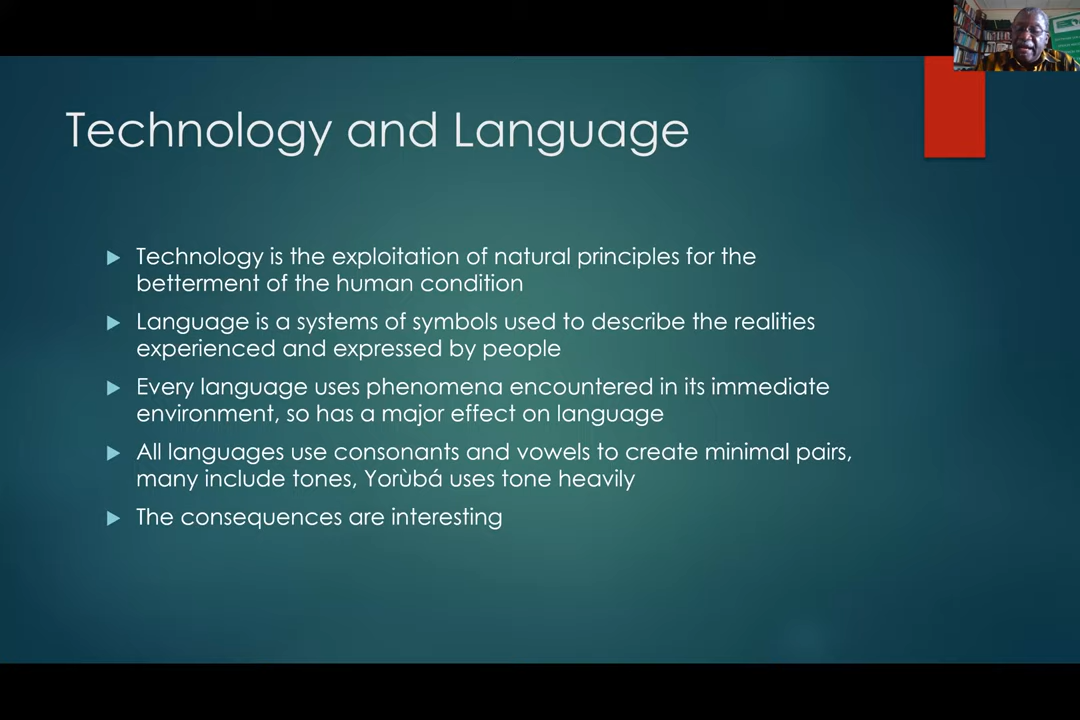 Technology and Language
Technology is the exploitation of natural principles for the
betterment of the human condition
Language is a systems of symbols used to describe the realities
experienced and expressed by people
Every language uses phenomena encountered in its immediate
environment, so has a major effect on language
All languages use consonants and vowels to create minimal pairs,
many include tones, Yorùbá uses tone heavily
The consequences are interesting